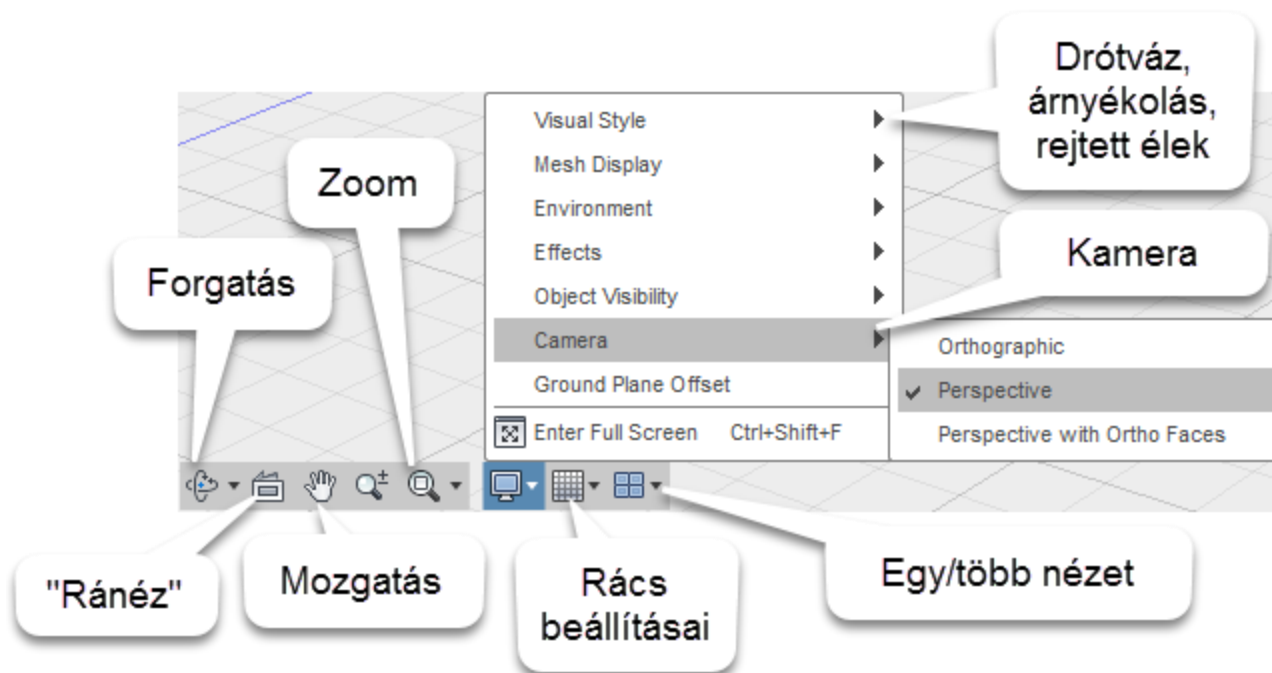 Drótváz,
árnyékolás,
rejtett élek
Visual Style
Mesh Display
Environment
Effects
Object Visibility
Camera
Ground Plane Offset
Enter Full Screen Ctrl+Shift+F
Zoom
Forgatás
Kamera
Orthographic
Perspective
Perspective with Ortho Faces
"Ránéz"
Mozgatás
Rács
beállításai
Egy/több nézet